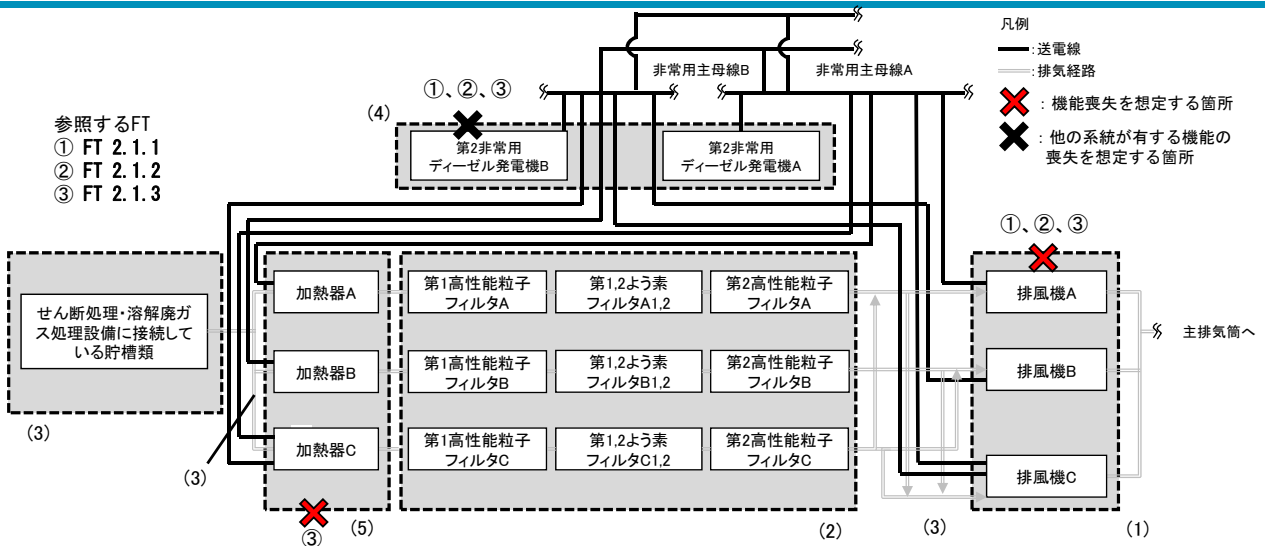 凡例
:送電線
:排気経路
: 機能喪失を想定する箇所
: 他の系統が有する機能の
喪失を想定する箇所
非常用主母線B
非常用主母線A
①、②、③
(4)
第2非常用
ディーゼル発電機B
第2非常用
ディーゼル発電機A
参照するFT
① FT 2.1.1
② FT 2.1.2
③ FT 2.1.3
①、②、③
せん断処理・溶解廃ガ
ス処理設備に接続して
いる貯槽類
(3)
(3)
加熱器A
第1高性能粒子
フィルタA
第1,2よう素
フィルタA1,2
第2高性能粒子
フィルタA
排風機A
主排気筒へ
加熱器B
第1高性能粒子
フィルタB
第1,2よう素
フィルタB1,2
第2高性能粒子
フィルタB
排風機B
加熱器C
第1高性能粒子
フィルタC
第1,2よう素
フィルタC1,2
第2高性能粒子
フィルタC
排風機C
③
(5)
(2)
(3)
(1)